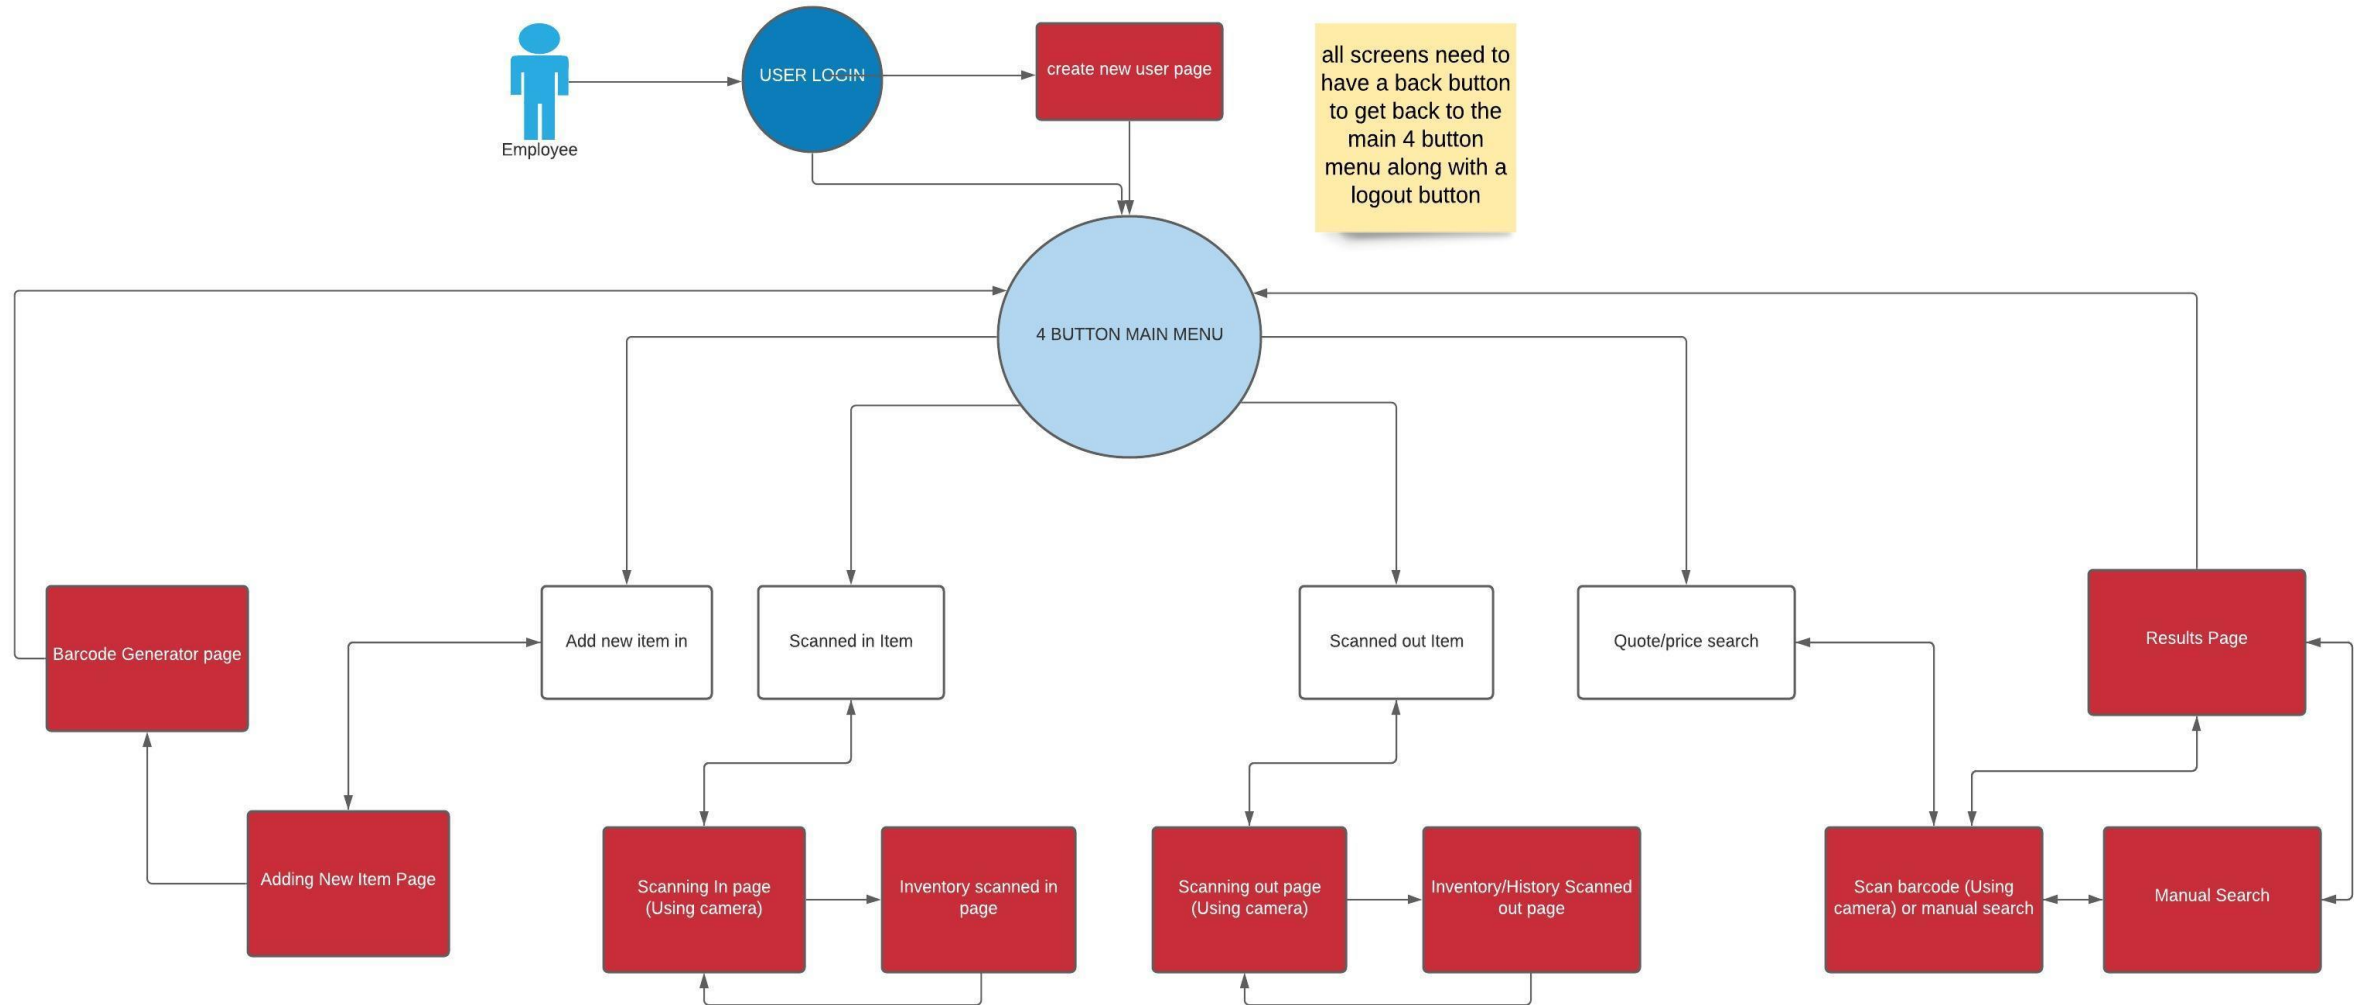 USER LOGIN
create new user page
Employee
all screens need to
have a back button
to get back to the
main 4 button
menu along with a
logout button
4 BUTTON MAIN MENU
Barcode Generator page
Add new item in
Scanned in Item
Scanned out Item
Quote/price search
Results Page
Adding New Item Page
Scanning In page
(Using camera)
Inventory scanned in
page
Scanning out page
(Using camera)
Inventory/History Scanned
out page
Scan barcode (Using
camera) or manual search
Manual Search